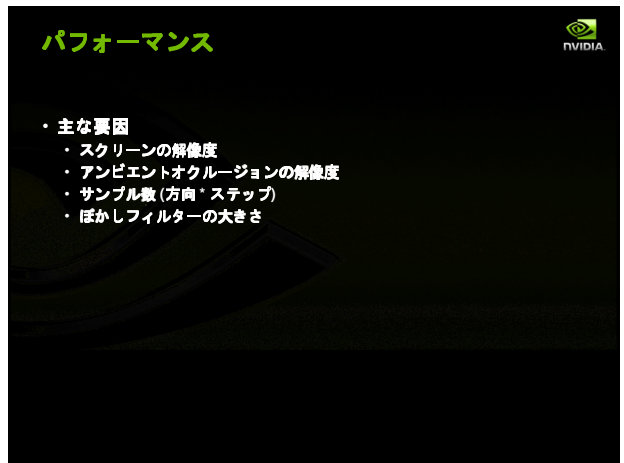 パフォーマンス
NVIDIA.
• 主な要因
• スクリーンの解像度
• アンビエントオクルージョンの解像度
• サンプル数 (方向 * ステップ)
• ぼかしフィルターの大きさ